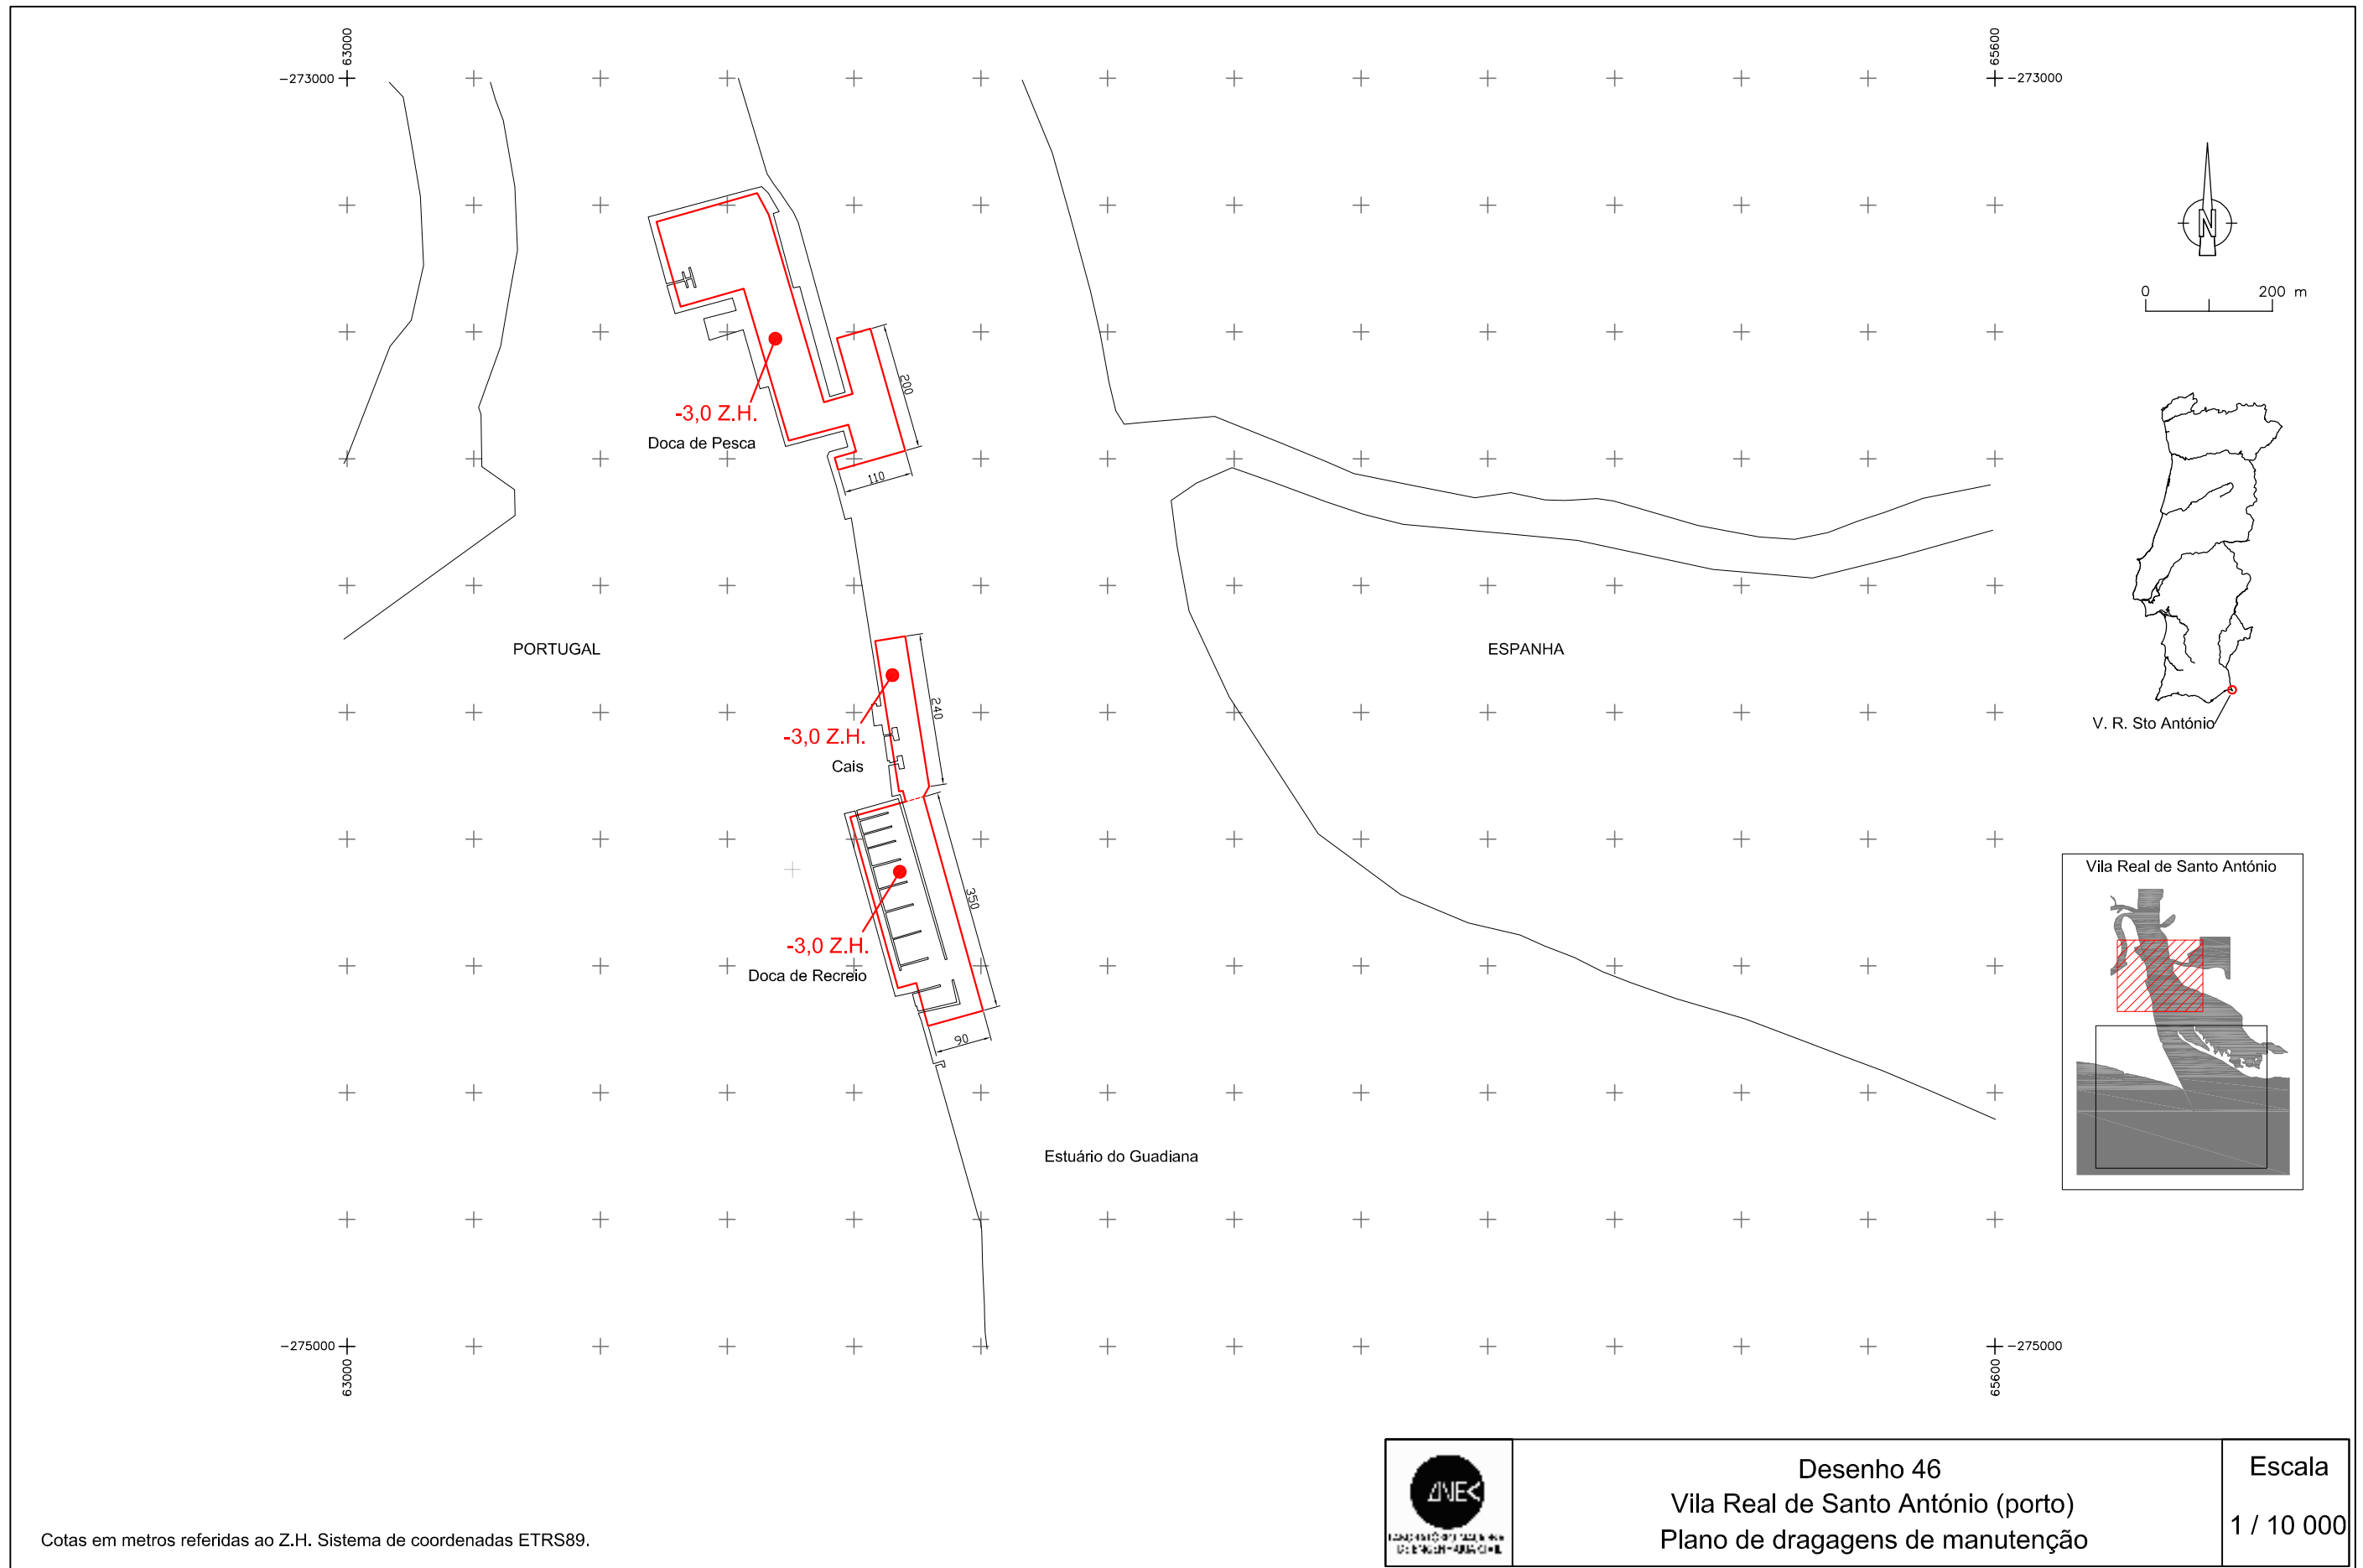 63000
65600
-273000
-273000
0
200 m
200
-3,0 Z.H.
Doca de Pesca
110
PORTUGAL
ESPANHA
240
V. R. Sto António
-3,0 Z.H.
Cais
Vila Real de Santo António
350
-3,0 Z.H.
Doca de Recreio
90
Estuário do Guadiana
-275000
-275000
63000
65600
Desenho 46
Vila Real de Santo António (porto)
Plano de dragagens de manutenção
Escala
1 / 10 000
DE ENGENHARIA CIVIL
Cotas em metros referidas ao Z.H. Sistema de coordenadas ETRS89.
N